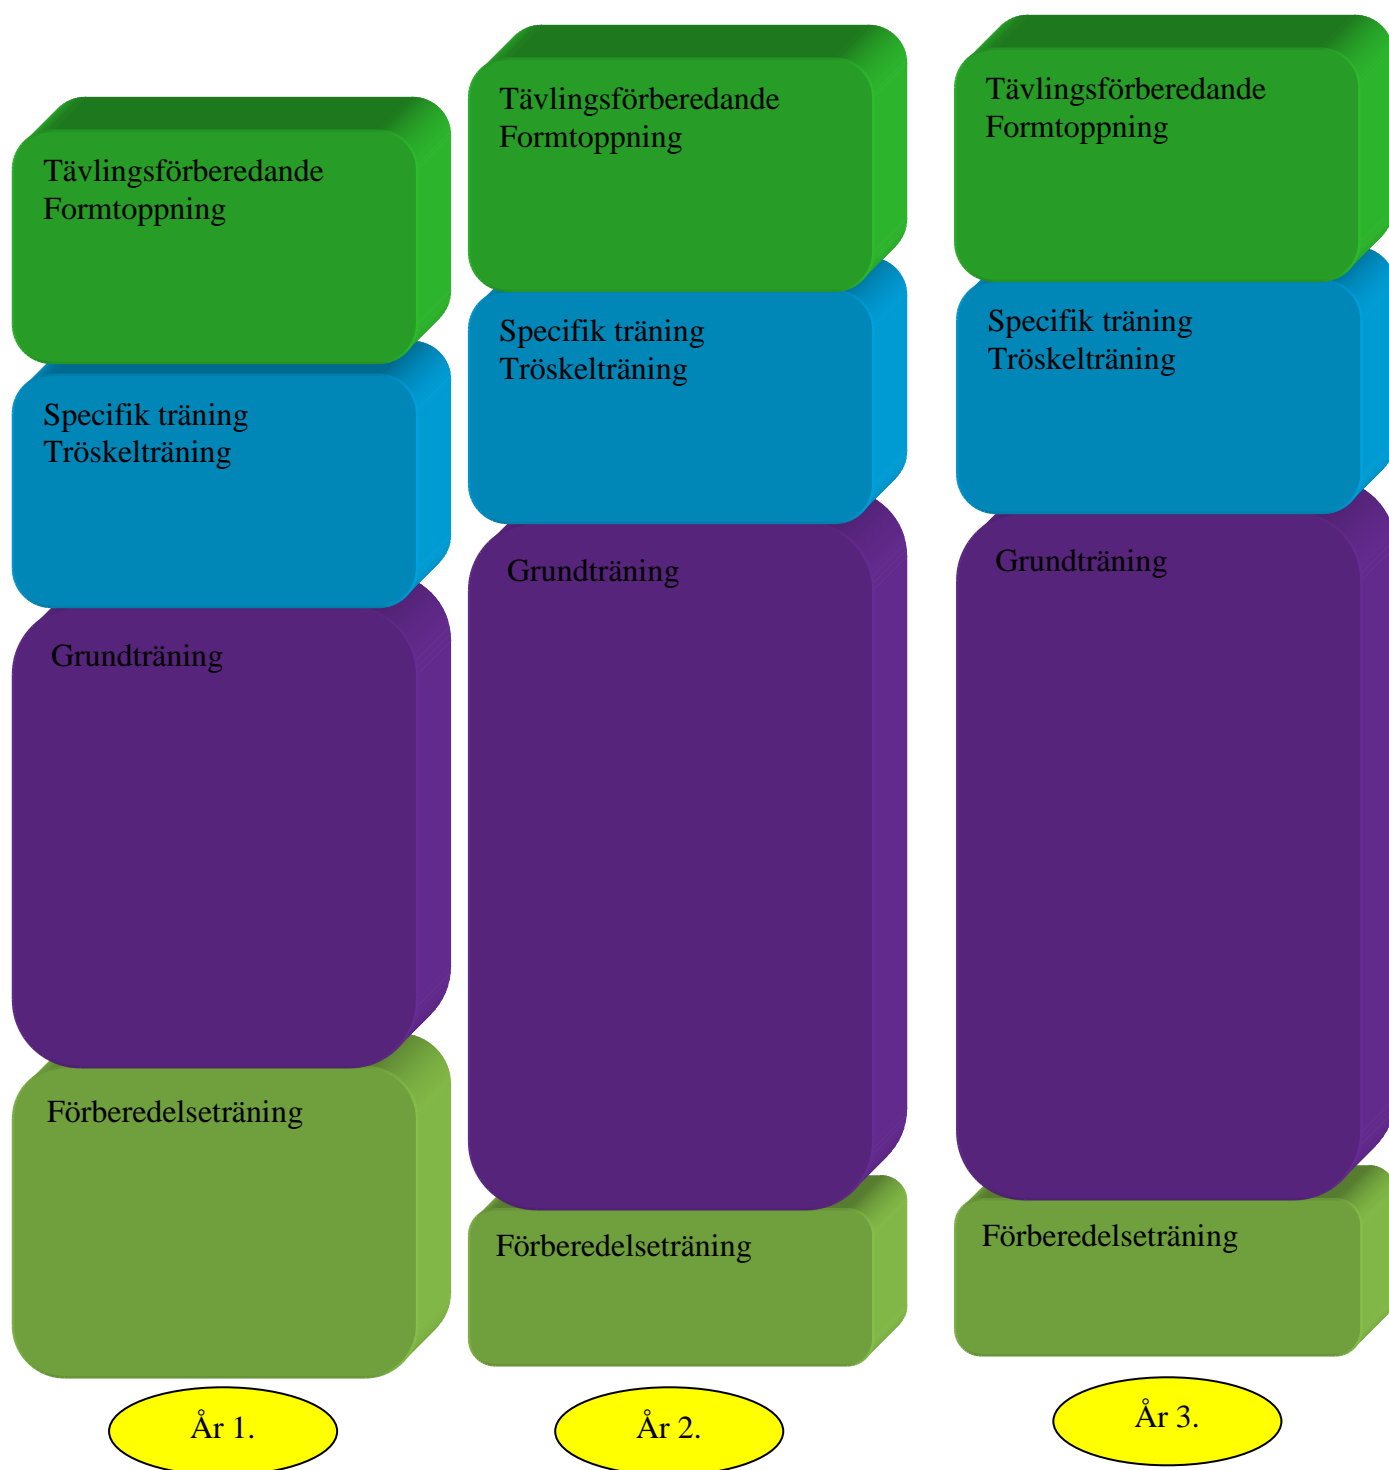 Tävlingsförberedande
Formtoppning
Specifik träning
Tröskelträning
Grundträning
Förberedelseträning
År 1.
Tävlingsförberedande
Formtoppning
Specifik träning
Tröskelträning
Grundträning
Förberedelseträning
År 2.
Tävlingsförberedande
Formtoppning
Specifik träning
Tröskelträning
Grundträning
Förberedelseträning
År 3.